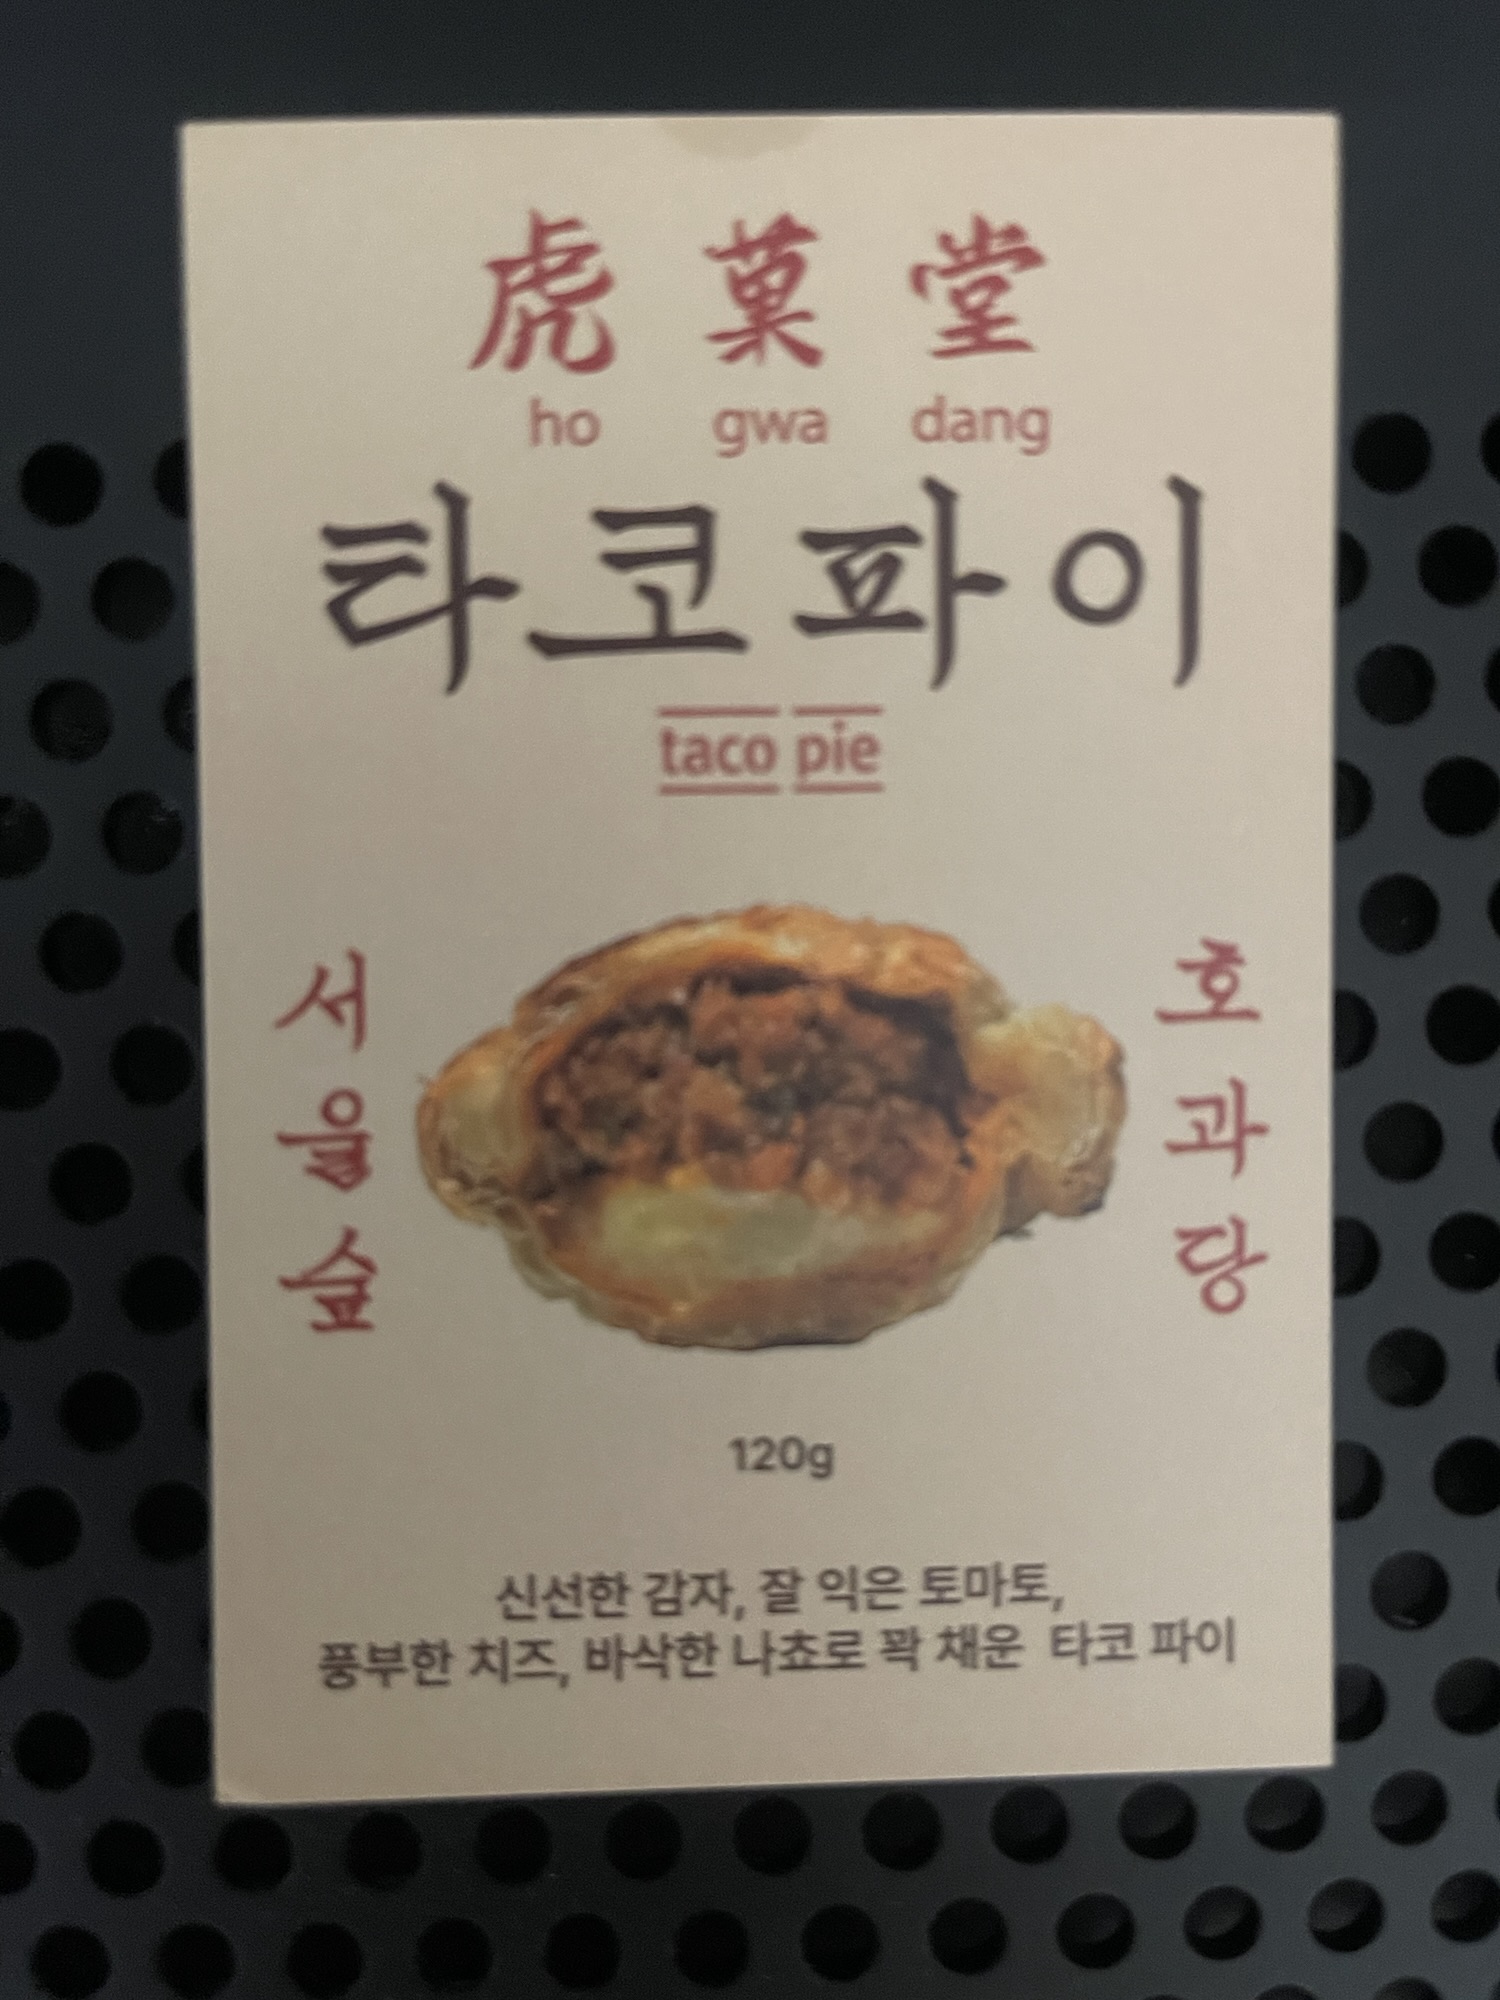 虎 菓 堂
ho gwa dang
타코파이
taco pie
서울숲
호과당
120g
신선한 감자, 잘 익은 토마토,
풍부한 치즈, 바삭한 나쵸로 꽉 채운 타코 파이